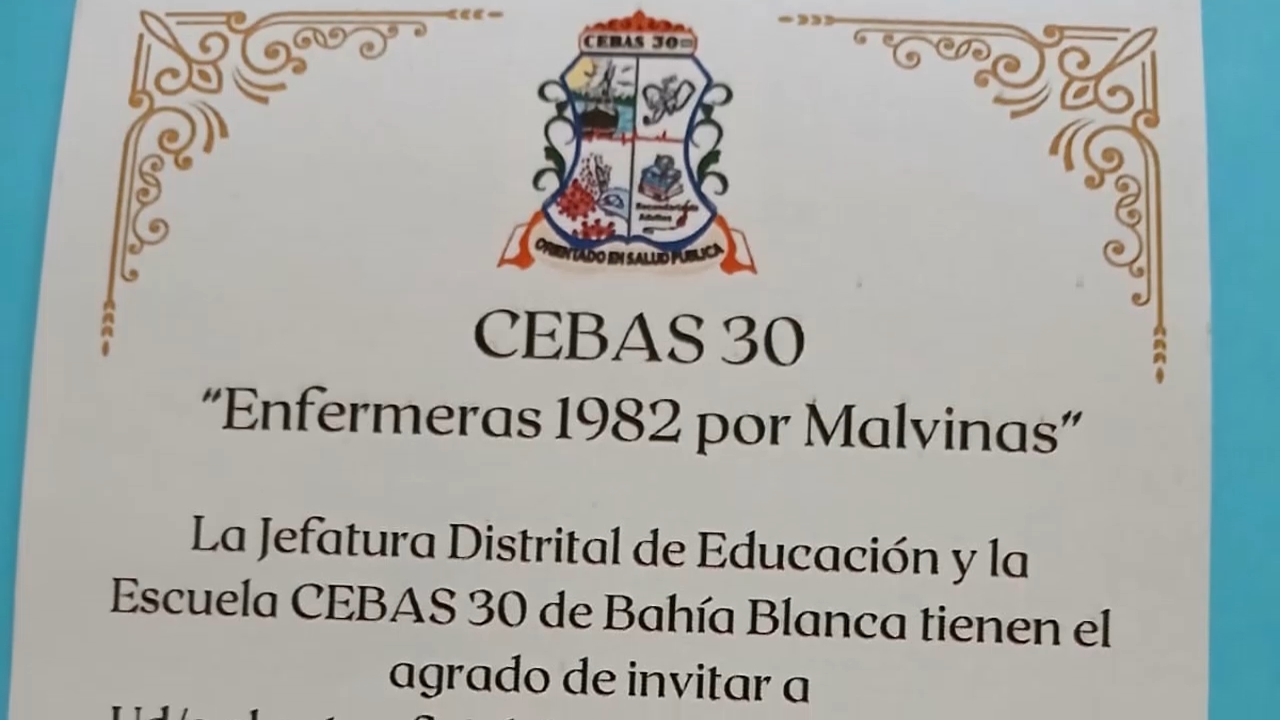 CEBAS 30
ORIENTADO EN SALUD PUBLICA
CEBAS 30
“Enfermeras 1982 por Malvinas”
La Jefatura Distrital de Educación y la
Escuela CEBAS 30 de Bahía Blanca tienen el
agrado de invitar a